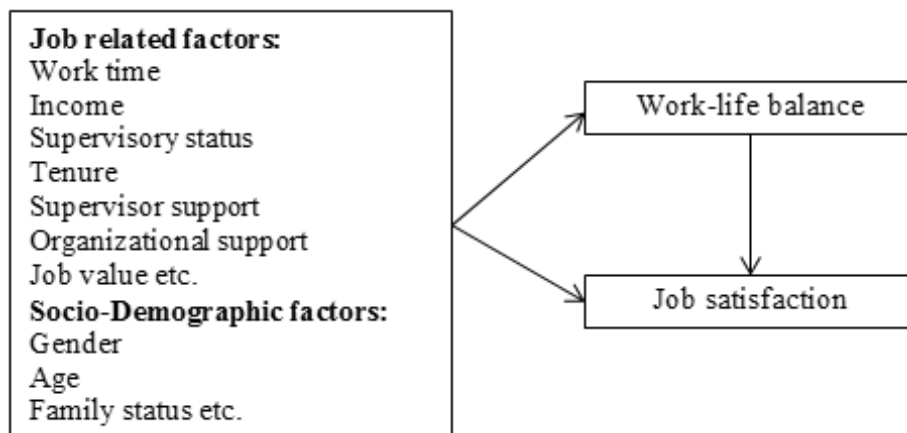 Job related factors:
Work time
Income
Supervisory status
Tenure
Supervisor support
Organizational support
Job value etc.
Socio-Demographic factors:
Gender
Age
Family status etc.
Work-life balance
Job satisfaction